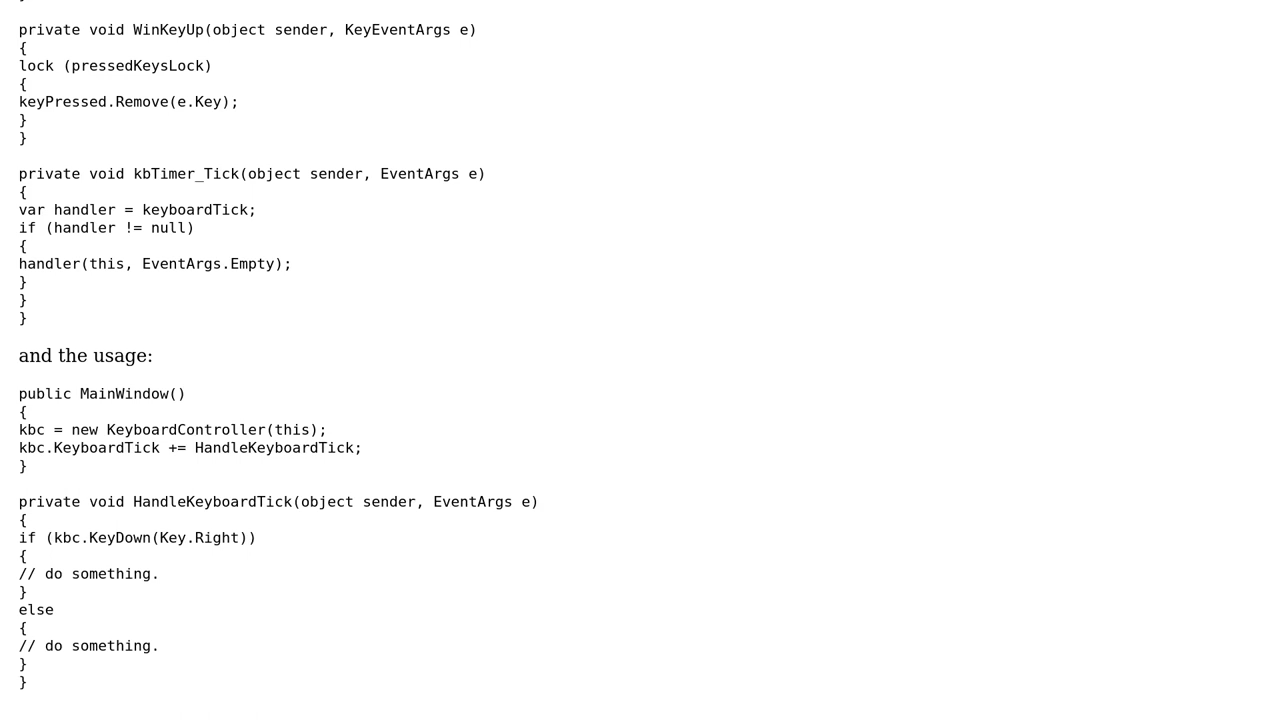 }
private void WinKeyUp(object sender, KeyEventArgs e)
{
lock (pressedKeysLock)
{
keyPressed.Remove(e.Key);
}
}
private void kbTimer_Tick(object sender, EventArgs e)
{
var handler = keyboardTick;
if (handler != null)
{
handler(this, EventArgs.Empty);
}
}
}
and the usage:
public MainWindow()
{
kbc = new KeyboardController(this);
kbc.KeyboardTick += HandleKeyboardTick;
}
private void HandleKeyboardTick(object sender, EventArgs e)
{
if (kbc.KeyDown(Key.Right))
{
// do something.
}
else
{
// do something.
}
}